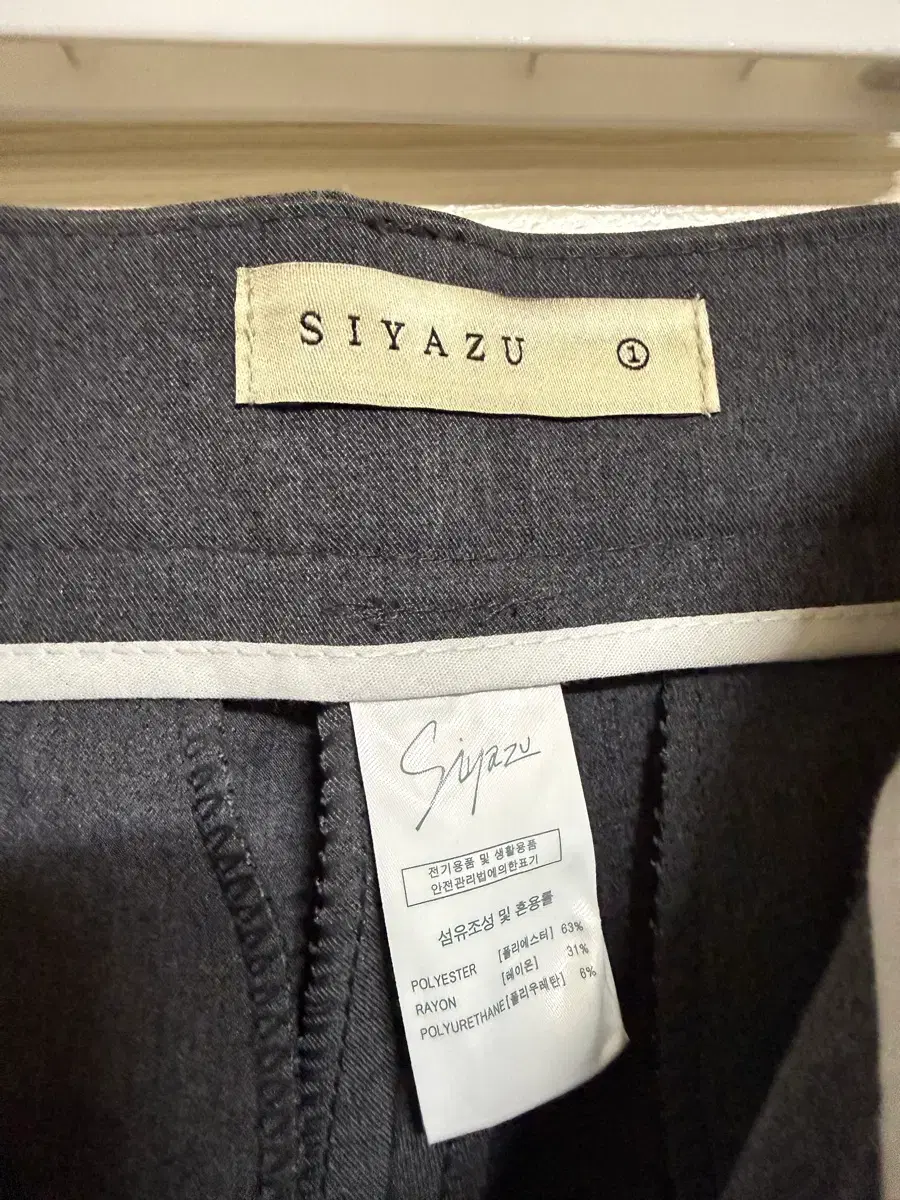 SIYAZU ①
Siyazu
전기용품 및 생활용품
안전관리법에의한표기
섬유조성 및 혼용률
POLYESTER [폴리에스터] 63%
RAYON [레이온] 31%
POLYURETHANE[폴리우레탄] 6%